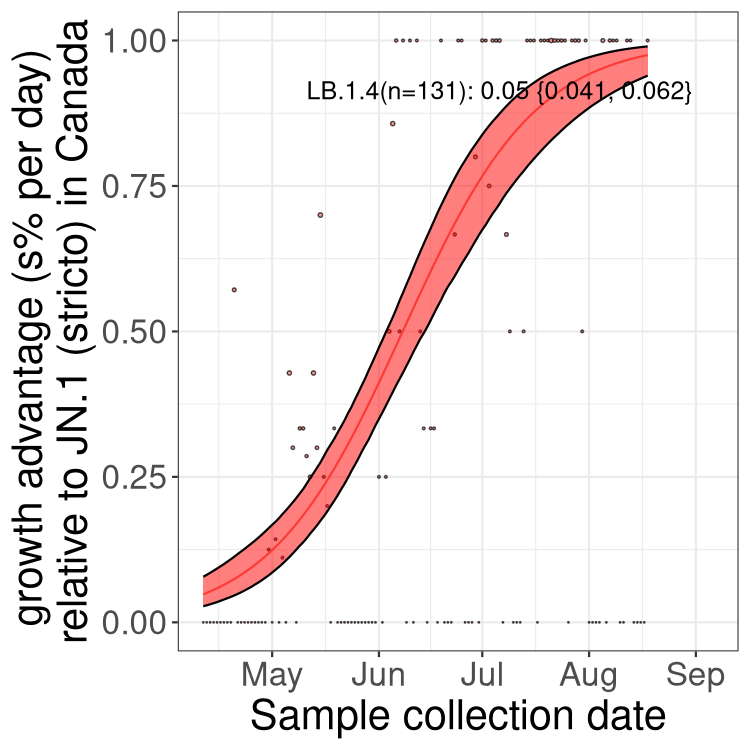 growth advantage (s% per day)
relative to JN.1 (stricto) in Canada
1.00
0.75
0.50
0.25
0.00
LB.1.4(n=131): 0.05 {0.041, 0.062}
May Jun Jul Aug Sep
Sample collection date